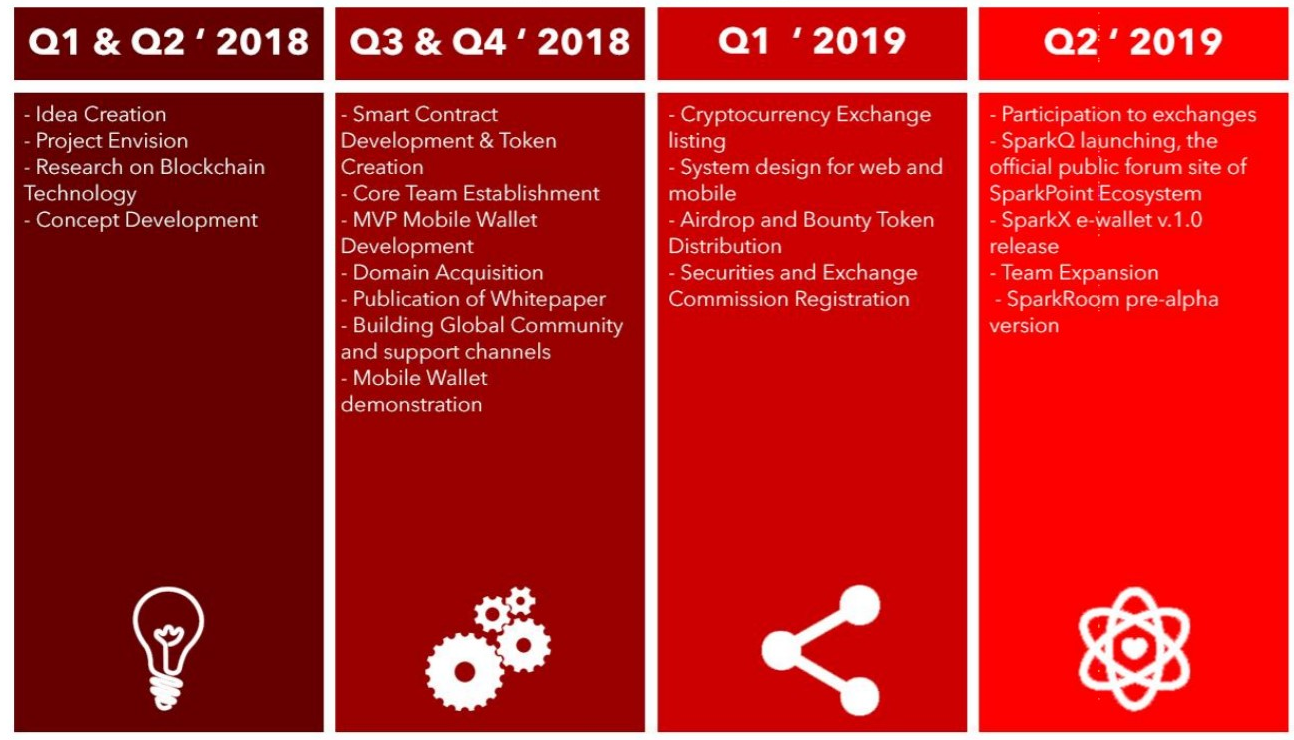 Q1 & Q2 ’ 2018
- Idea Creation
- Project Envision
- Research on Blockchain
Technology
- Concept Development
Q3 & Q4 ’ 2018
- Smart Contract
Development & Token
Creation
- Core Team Establishment
- MVP Mobile Wallet
Development
- Domain Acquisition
- Publication of Whitepaper
- Building Global Community
and support channels
- Mobile Wallet
demonstration
Q1 ’ 2019
- Cryptocurrency Exchange
listing
- System design for web and
mobile
- Airdrop and Bounty Token
Distribution
- Securities and Exchange
Commission Registration
Q2 ’ 2019
- Participation to exchanges
- SparkQ launching, the
official public forum site of
SparkPoint Ecosystem
- SparkX e-wallet v.1.0
release
- Team Expansion
- SparkRoom pre-alpha
version